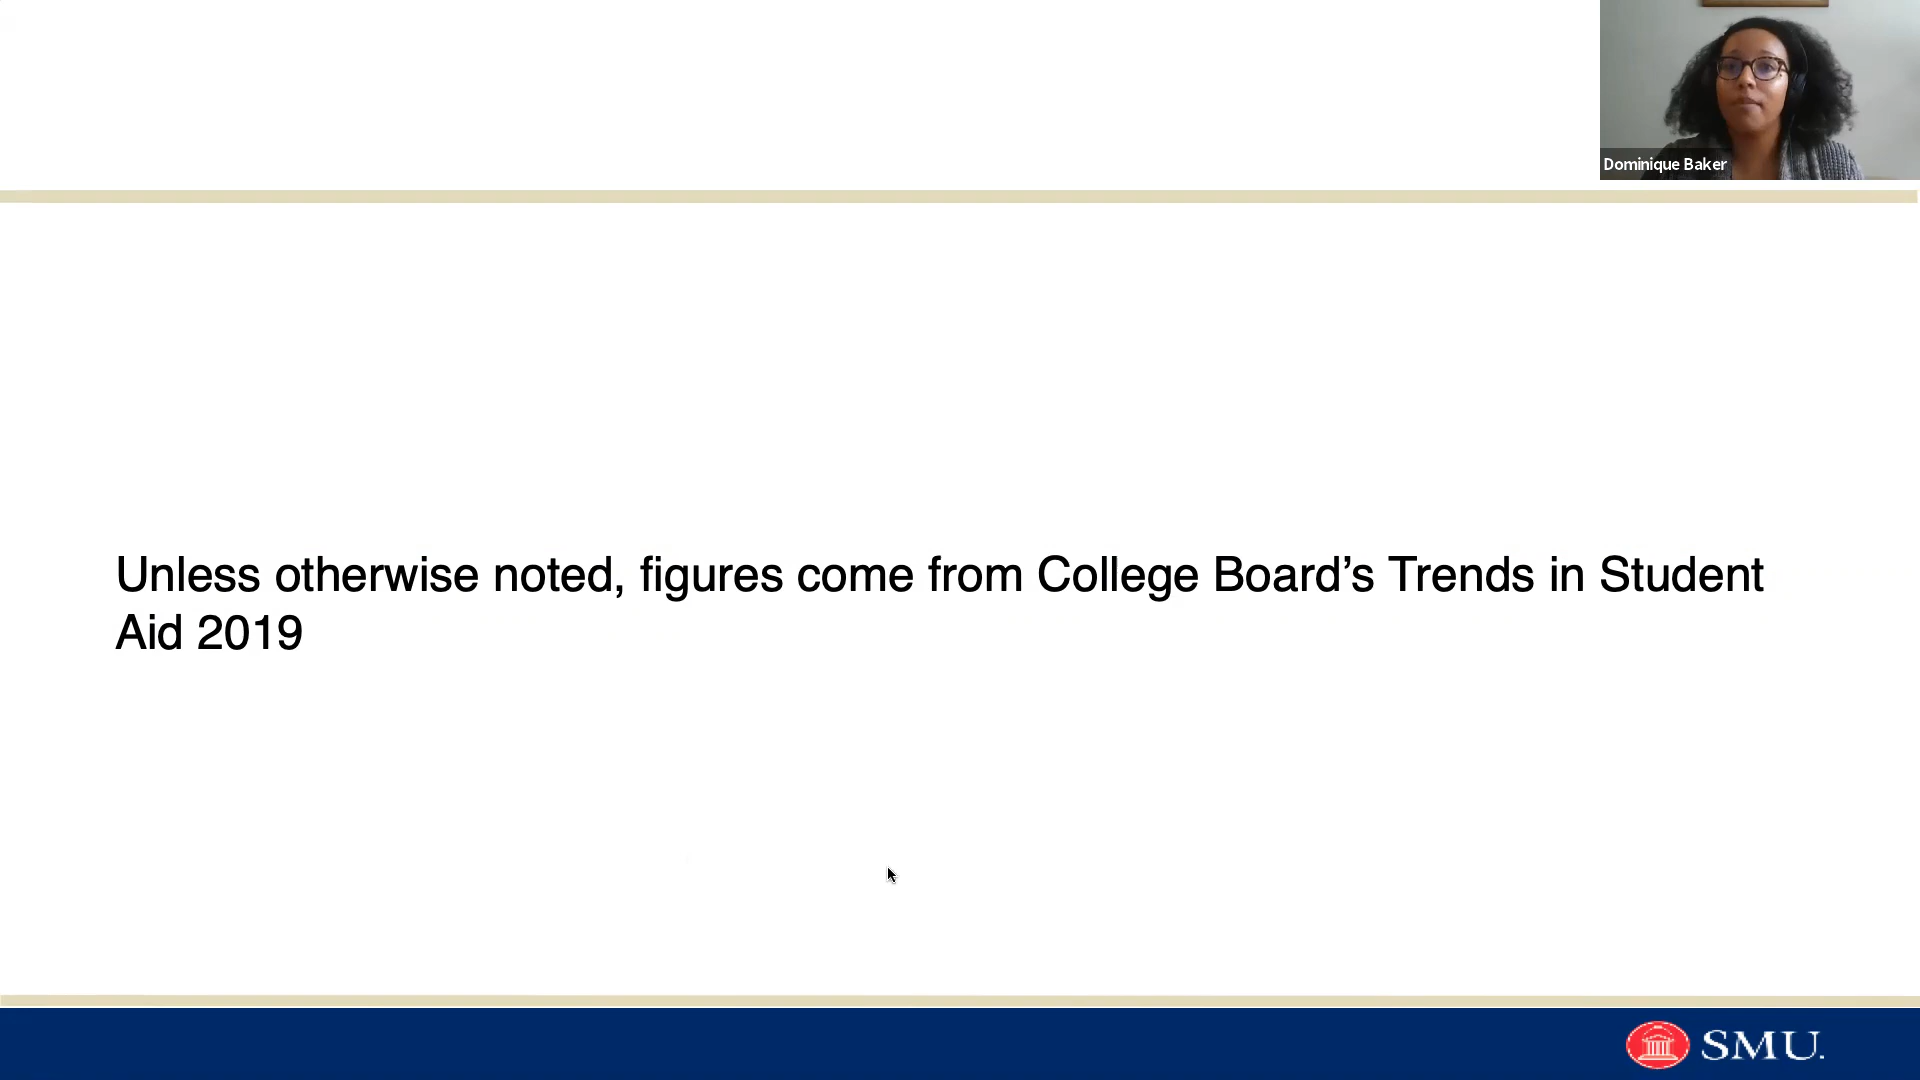 Dominique Baker
Unless otherwise noted, figures come from College Board’s Trends in Student
Aid 2019
SMU.